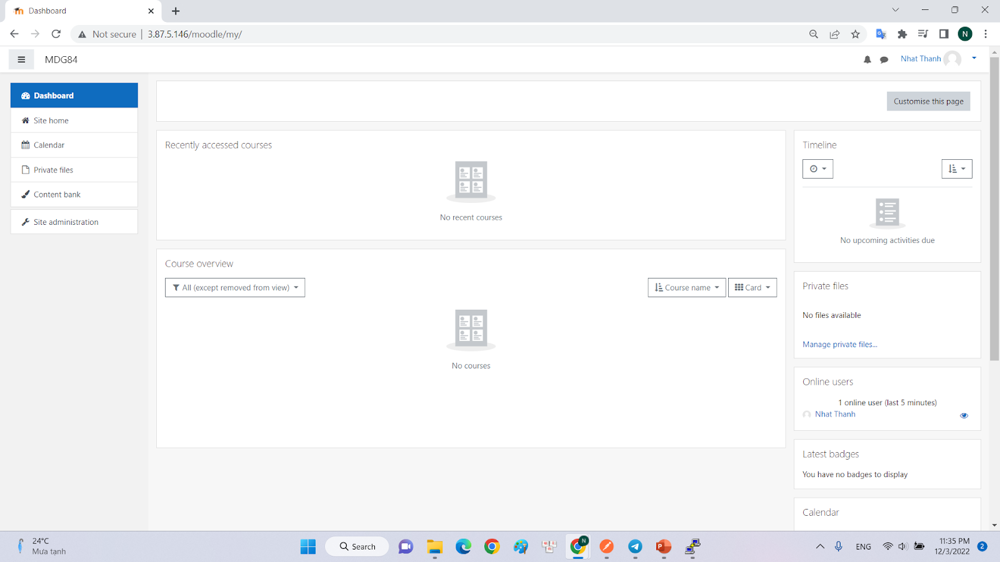 Dashboard
Not secure
3.87.5.146/moodle/my/
N
MDG84
Nhat Thanh
Dashboard
Site home
Calendar
Private files
Content bank
Site administration
Customise this page
Recently accessed courses
No recent courses
Course overview
All (except removed from view)
Course name
Card
No courses
Timeline
No upcoming activities due
Private files
No files available
Manage private files...
Online users
1 online user (last 5 minutes)
Nhat Thanh
Latest badges
You have no badges to display
Calendar
24°C
Mưa tạnh
Search
N
P
ENG
11:35 PM
12/3/2022
2